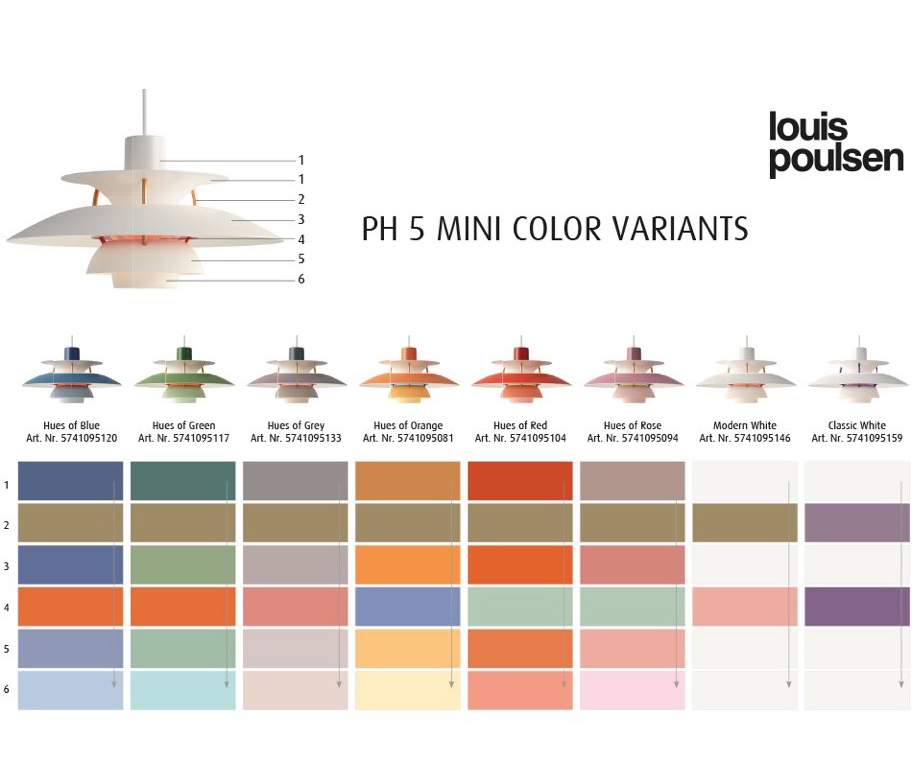 1
1
2
3
4
5
6
louis
poulsen
PH 5 MINI COLOR VARIANTS
Hues of Blue
Art. Nr. 5741095120
Hues of Green
Art. Nr. 5741095117
Hues of Grey
Art. Nr. 5741095133
Hues of Orange
Art. Nr. 5741095081
Hues of Red
Art. Nr. 5741095104
Hues of Rose
Art. Nr. 5741095094
Modern White
Art. Nr. 5741095146
Classic White
Art. Nr. 5741095159
1
2
3
4
5
6